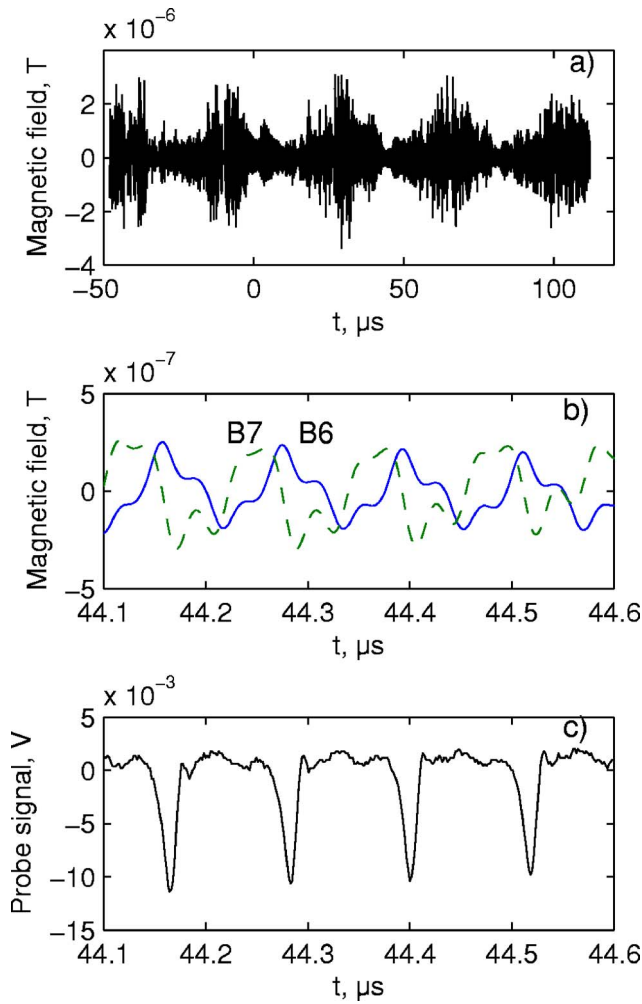 x 10−6
a)
Magnetic field, T
2
0
−2
−4
−50
0
50
100
t, µs
x 10−7
b)
Magnetic field, T
5
0
−5
B7
B6
44.1
44.2
44.3
44.4
44.5
44.6
t, µs
x 10−3
c)
Probe signal, V
5
0
−5
−10
−15
44.1
44.2
44.3
44.4
44.5
44.6
t, µs